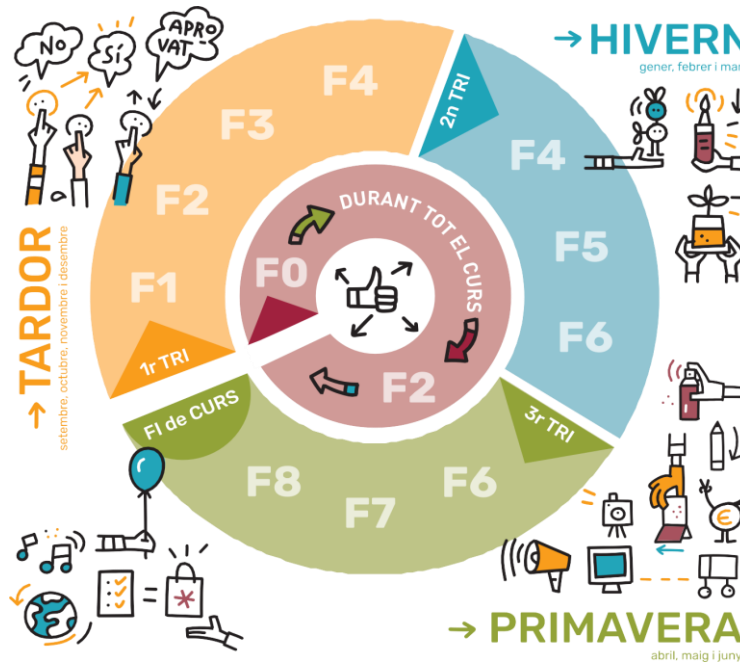 NO
SÍ
APRO
VAT
→ TARDOR
setembre, octubre, novembre i desembre
1r TRI
F1
F2
F3
F4
→ HIVERN
gener, febrer i mar
2n TRI
F4
F5
F6
DURANT TOT EL CURS
F0
F2
3r TRI
F6
F7
F8
FI de CURS
€
→ PRIMAVERA
abril, maig i juny